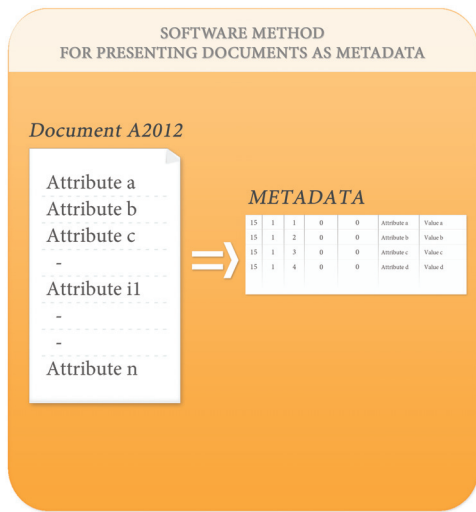 SOFTWARE METHOD
FOR PRESENTING DOCUMENTS AS METADATA
Document A2012
Attribute a
Attribute b
Attribute c
-
Attribute i1
-
-
Attribute n
METADATA
15 1 1 0 0 Attribute a Value a
15 1 2 0 0 Attribute b Value b
15 1 3 0 0 Attribute c Value c
15 1 4 0 0 Attribute d Value d